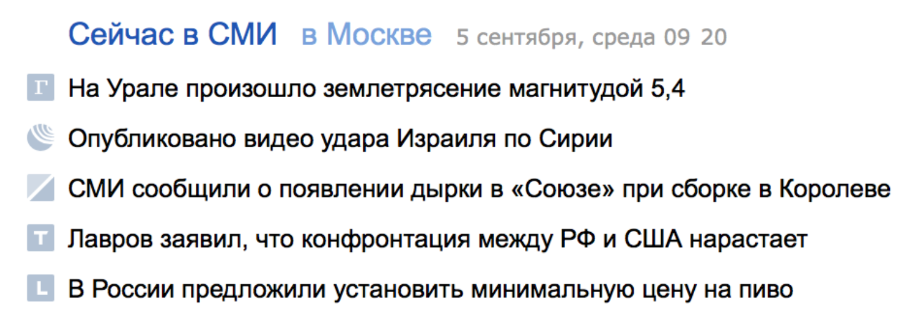 Сейчас в СМИ в Москве 5 сентября, среда 09 20
Г На Урале произошло землетрясение магнитудой 5,4
Опубликовано видео удара Израиля по Сирии
СМИ сообщили о появлении дырки в «Союзе» при сборке в Королеве
T Лавров заявил, что конфронтация между РФ и США нарастает
L В России предложили установить минимальную цену на пиво